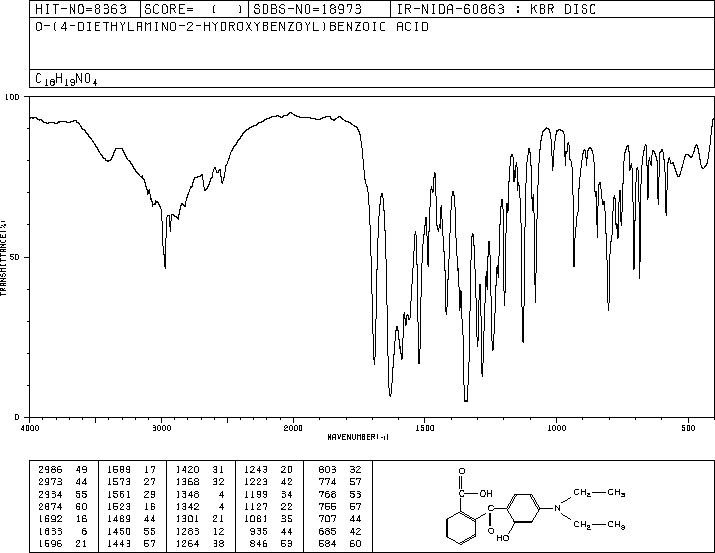 HIT-NO=8363 SCORE= ( ) SDBS-NO=18973 IR-NIDA-60863 : KBR DISC
O-(4-DIETHYLAMINO-2-HYDROXYBENZOYL)BENZOIC ACID
C18H19NO4
100
50
0
TRANSMITTANCE(%)
4000 3000 2000 1500 1000 500
WAVENUMBER(-1)
2986 49 1589 17 1420 31 1243 20 803 32
2973 44 1573 27 1368 32 1223 42 774 57
2934 55 1561 29 1348 4 1199 34 768 53
2874 60 1523 16 1342 4 1127 22 755 57
1692 16 1489 44 1301 21 1081 35 707 44
1633 6 1450 55 1283 12 935 44 685 42
1596 21 1443 57 1264 38 846 53 584 60
O
C—OH
C
O
HO
N
CH2—CH3
CH2—CH3